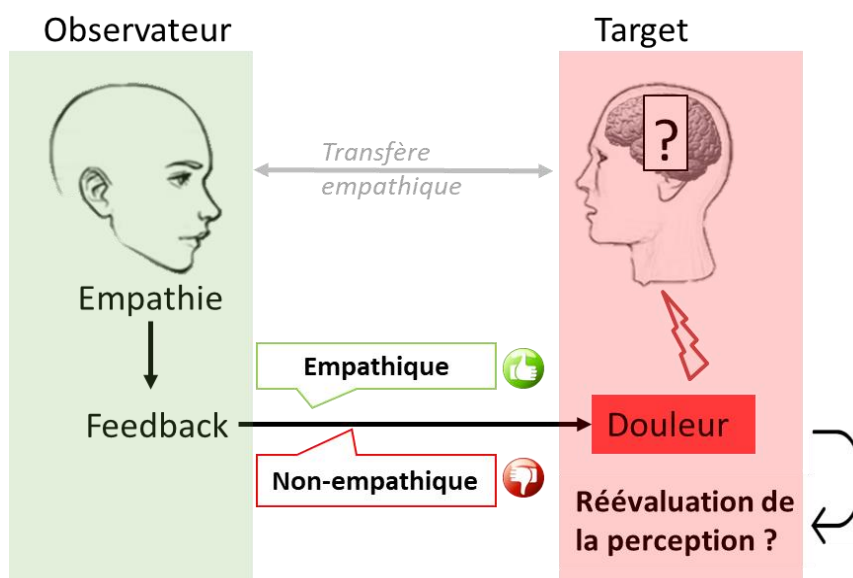 Observateur
Target
?
Transfère
empathique
Empathie
Empathique
Feedback
Douleur
Non-empathique
Réévaluation de
la perception ?